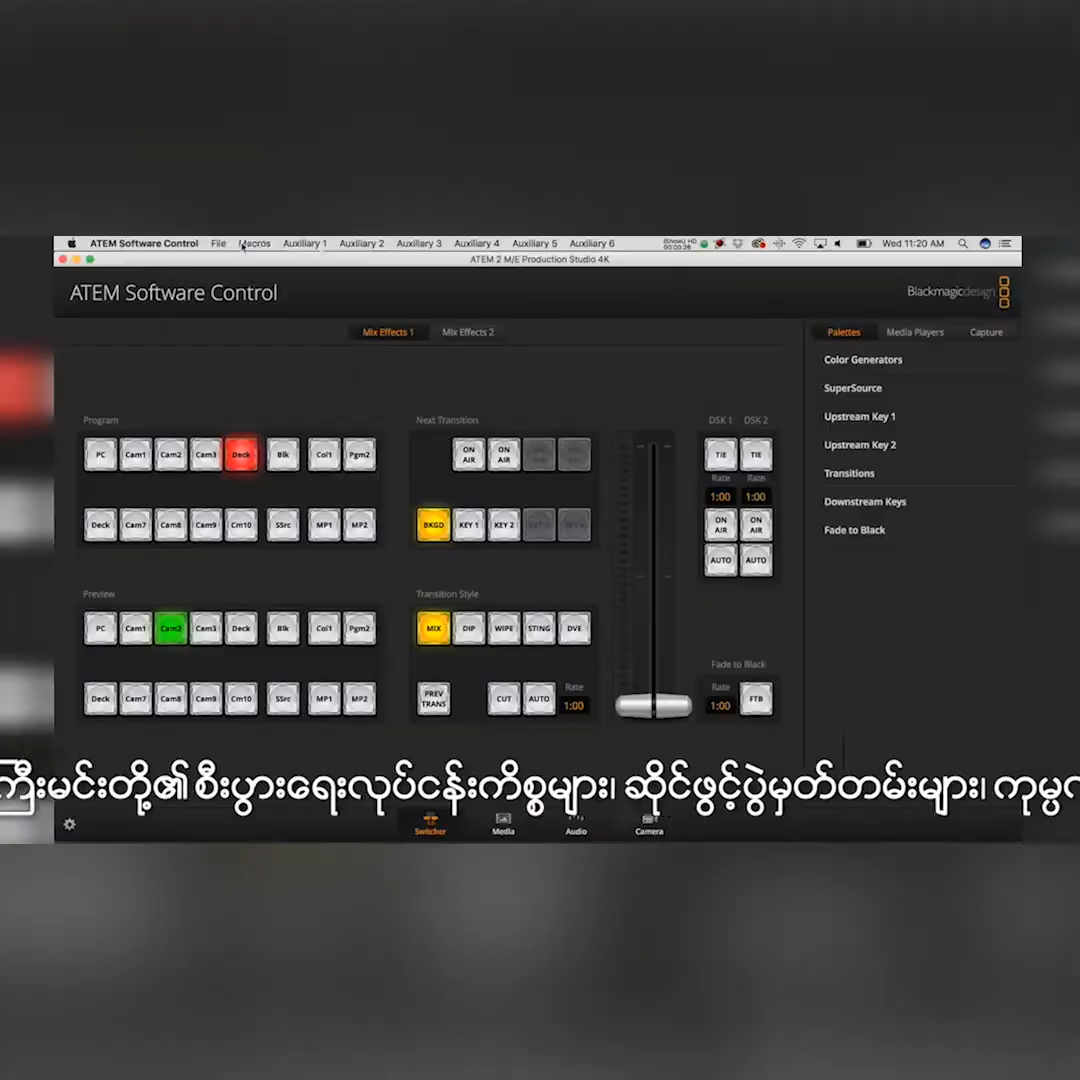 ATEM Software Control File Macros Auxiliary 1 Auxiliary 2 Auxiliary 3 Auxiliary 4 Auxiliary 5 Auxiliary 6 iShowU HD 00:00:26 Wed 11:20 AM
ATEM 2 M/E Production Studio 4K
ATEM Software Control
Blackmagicdesign
Mix Effects 1 Mix Effects 2
Palettes Media Players Capture
Color Generators
SuperSource
Upstream Key 1
Upstream Key 2
Transitions
Downstream Keys
Fade to Black
Program
PC Cam1 Cam2 Cam3 Deck Blk Col1 Pgm2
Deck Cam7 Cam8 Cam9 Cm10 SSrc MP1 MP2
Next Transition
ON AIR ON AIR
BKGD KEY 1 KEY 2
DSK 1 DSK 2
TIE TIE
Rate Rate
1:00 1:00
ON AIR ON AIR
AUTO AUTO
Preview
PC Cam1 Cam2 Cam3 Deck Blk Col1 Pgm2
Deck Cam7 Cam8 Cam9 Cm10 SSrc MP1 MP2
Transition Style
MIX DIP WIPE STING DVE
PREV TRANS CUT AUTO Rate 1:00
Fade to Black
Rate
1:00 FTB
ကြီးမင်းတို့၏ စီးပွားရေးလုပ်ငန်းကိစ္စများ၊ ဆိုင်ဖွင့်ပွဲမှတ်တမ်းများ၊ ကုမ္ပ
Switcher Media Audio Camera